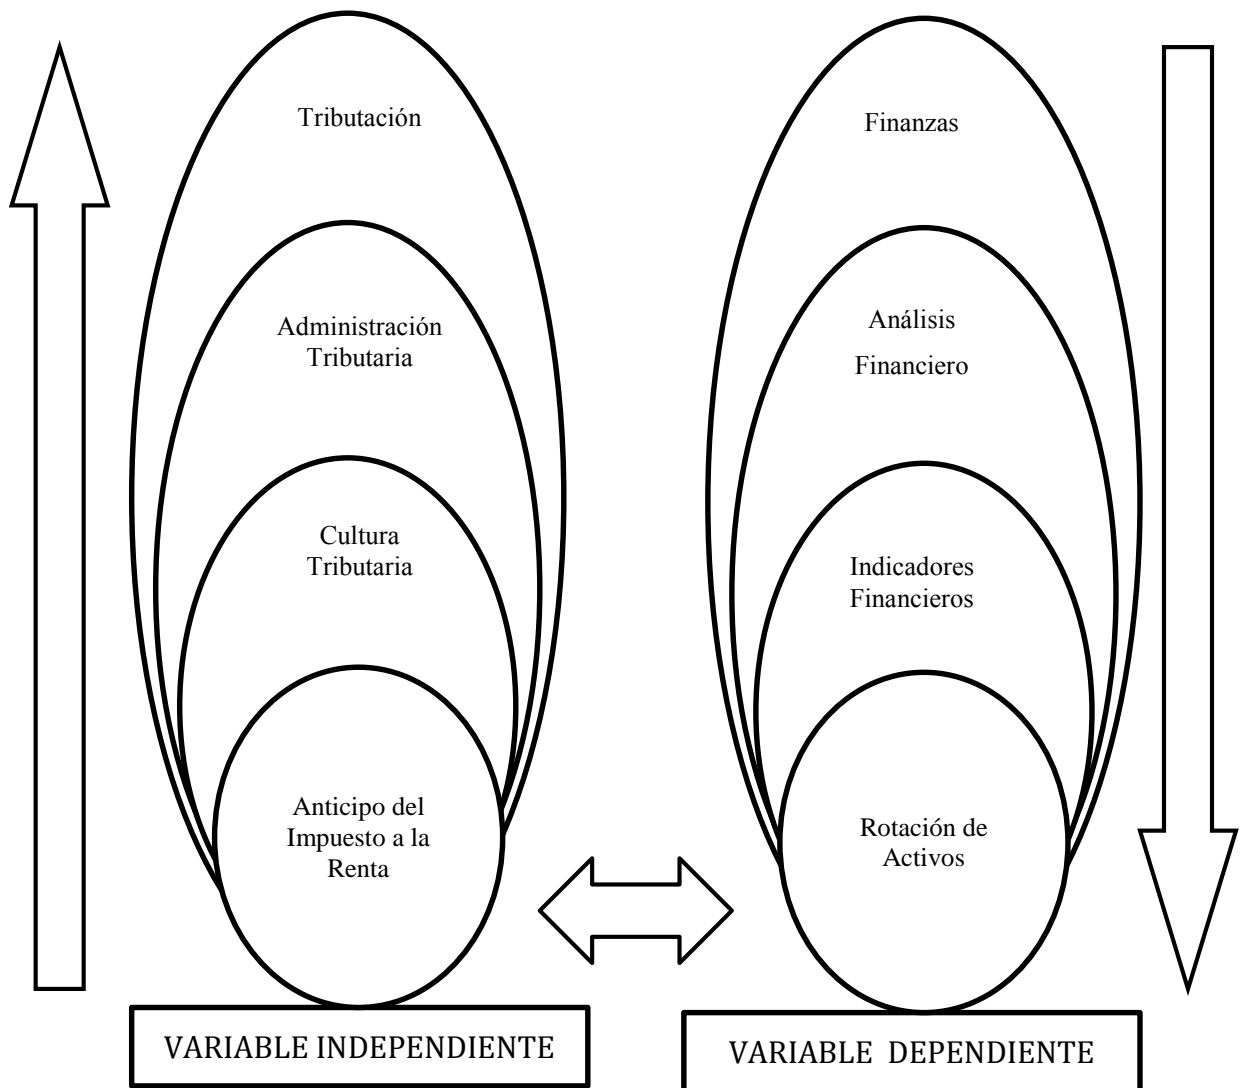 Tributación
Administración
Tributaria
Cultura
Tributaria
Anticipo del
Impuesto a la
Renta
VARIABLE INDEPENDIENTE
Finanzas
Análisis
Financiero
Indicadores
Financieros
Rotación de
Activos
VARIABLE DEPENDIENTE